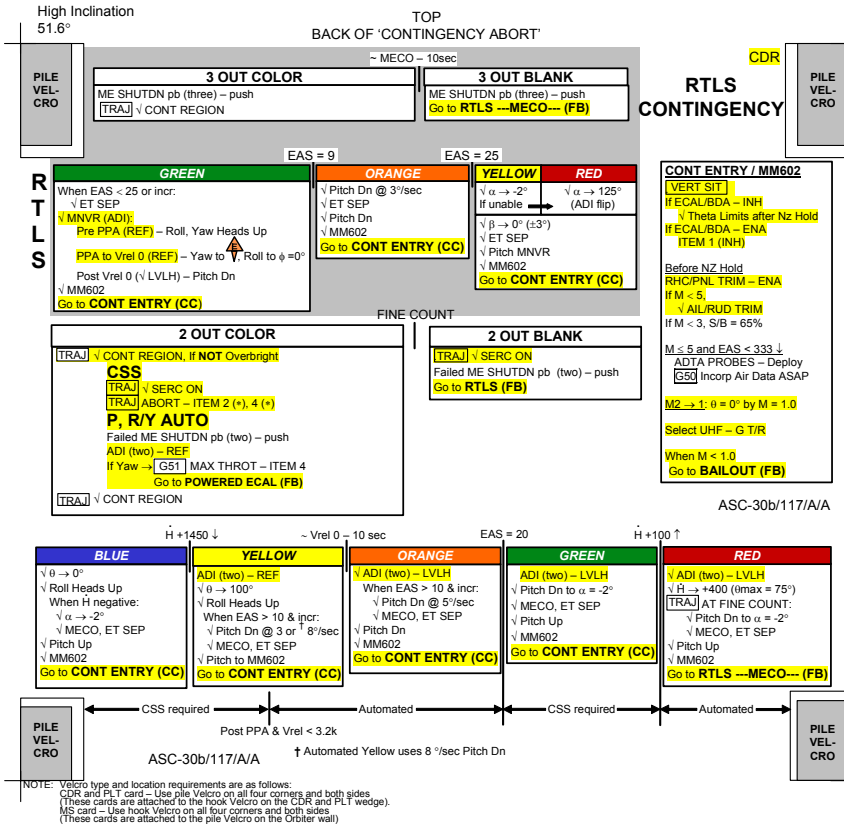 High Inclination
51.6°
TOP
BACK OF ‘CONTINGENCY ABORT’
CDR
PILE
VEL-
CRO
~ MECO – 10sec
3 OUT COLOR
ME SHUTDN pb (three) – push
TRAJ √ CONT REGION
3 OUT BLANK
ME SHUTDN pb (three) – push
Go to RTLS ---MECO--- (FB)
RTLS
CONTINGENCY
PILE
VEL-
CRO
R
T
L
S
EAS = 9
EAS = 25
GREEN
When EAS < 25 or incr:
√ ET SEP
√ MNVR (ADI):
Pre PPA (REF) – Roll, Yaw Heads Up
PPA to Vrel 0 (REF) – Yaw to E, Roll to ϕ =0°
Post Vrel 0 (√ LVLH) – Pitch Dn
√ MM602
Go to CONT ENTRY (CC)
ORANGE
√ Pitch Dn @ 3°/sec
√ ET SEP
√ Pitch Dn
√ MM602
Go to CONT ENTRY (CC)
YELLOW
√ α → -2°
If unable
RED
√ α → 125°
(ADI flip)
√ β → 0° (±3°)
√ ET SEP
√ Pitch MNVR
√ MM602
Go to CONT ENTRY (CC)
CONT ENTRY / MM602
VERT SIT
If ECAL/BDA – INH
√ Theta Limits after Nz Hold
If ECAL/BDA – ENA
ITEM 1 (INH)
Before NZ Hold
RHC/PNL TRIM – ENA
If M < 5,
√ AIL/RUD TRIM
If M < 3, S/B = 65%
M ≤ 5 and EAS < 333 ↓
ADTA PROBES – Deploy
G50 Incorp Air Data ASAP
M2 → 1: θ = 0° by M = 1.0
Select UHF – G T/R
When M < 1.0
Go to BAILOUT (FB)
ASC-30b/117/A/A
FINE COUNT
2 OUT COLOR
TRAJ √ CONT REGION, If NOT Overbright
CSS
TRAJ √ SERC ON
TRAJ ABORT – ITEM 2 (*), 4 (*)
P, R/Y AUTO
Failed ME SHUTDN pb (two) – push
ADI (two) – REF
If Yaw → G51 MAX THROT – ITEM 4
Go to POWERED ECAL (FB)
TRAJ √ CONT REGION
2 OUT BLANK
TRAJ √ SERC ON
Failed ME SHUTDN pb (two) – push
Go to RTLS (FB)
Ḣ +1450 ↓
~ Vrel 0 – 10 sec
EAS = 20
Ḣ +100 ↑
BLUE
√ θ → 0°
√ Roll Heads Up
When Ḣ negative:
√ α → -2°
√ MECO, ET SEP
√ Pitch Up
√ MM602
Go to CONT ENTRY (CC)
YELLOW
ADI (two) – REF
√ θ → 100°
√ Roll Heads Up
When EAS > 10 & incr:
√ Pitch Dn @ 3 or † 8°/sec
√ MECO, ET SEP
√ Pitch to MM602
Go to CONT ENTRY (CC)
ORANGE
√ ADI (two) – LVLH
When EAS > 10 & incr:
√ Pitch Dn @ 5°/sec
√ MECO, ET SEP
√ Pitch Dn
√ MM602
Go to CONT ENTRY (CC)
GREEN
ADI (two) – LVLH
√ Pitch Dn to α = -2°
√ MECO, ET SEP
√ Pitch Up
√ MM602
Go to CONT ENTRY (CC)
RED
√ ADI (two) – LVLH
√ Ḣ → +400 (θmax = 75°)
TRAJ AT FINE COUNT:
√ Pitch Dn to α = -2°
√ MECO, ET SEP
√ Pitch Up
√ MM602
Go to RTLS ---MECO--- (FB)
CSS required
Automated
CSS required
Automated
Post PPA & Vrel < 3.2k
PILE
VEL-
CRO
ASC-30b/117/A/A
† Automated Yellow uses 8 °/sec Pitch Dn
PILE
VEL-
CRO
NOTE: Velcro type and location requirements are as follows:
CDR and PLT card – Use pile Velcro on all four corners and both sides
(These cards are attached to the hook Velcro on the CDR and PLT wedge).
MS card – Use hook Velcro on all four corners and both sides
(These cards are attached to the pile Velcro on the Orbiter wall)